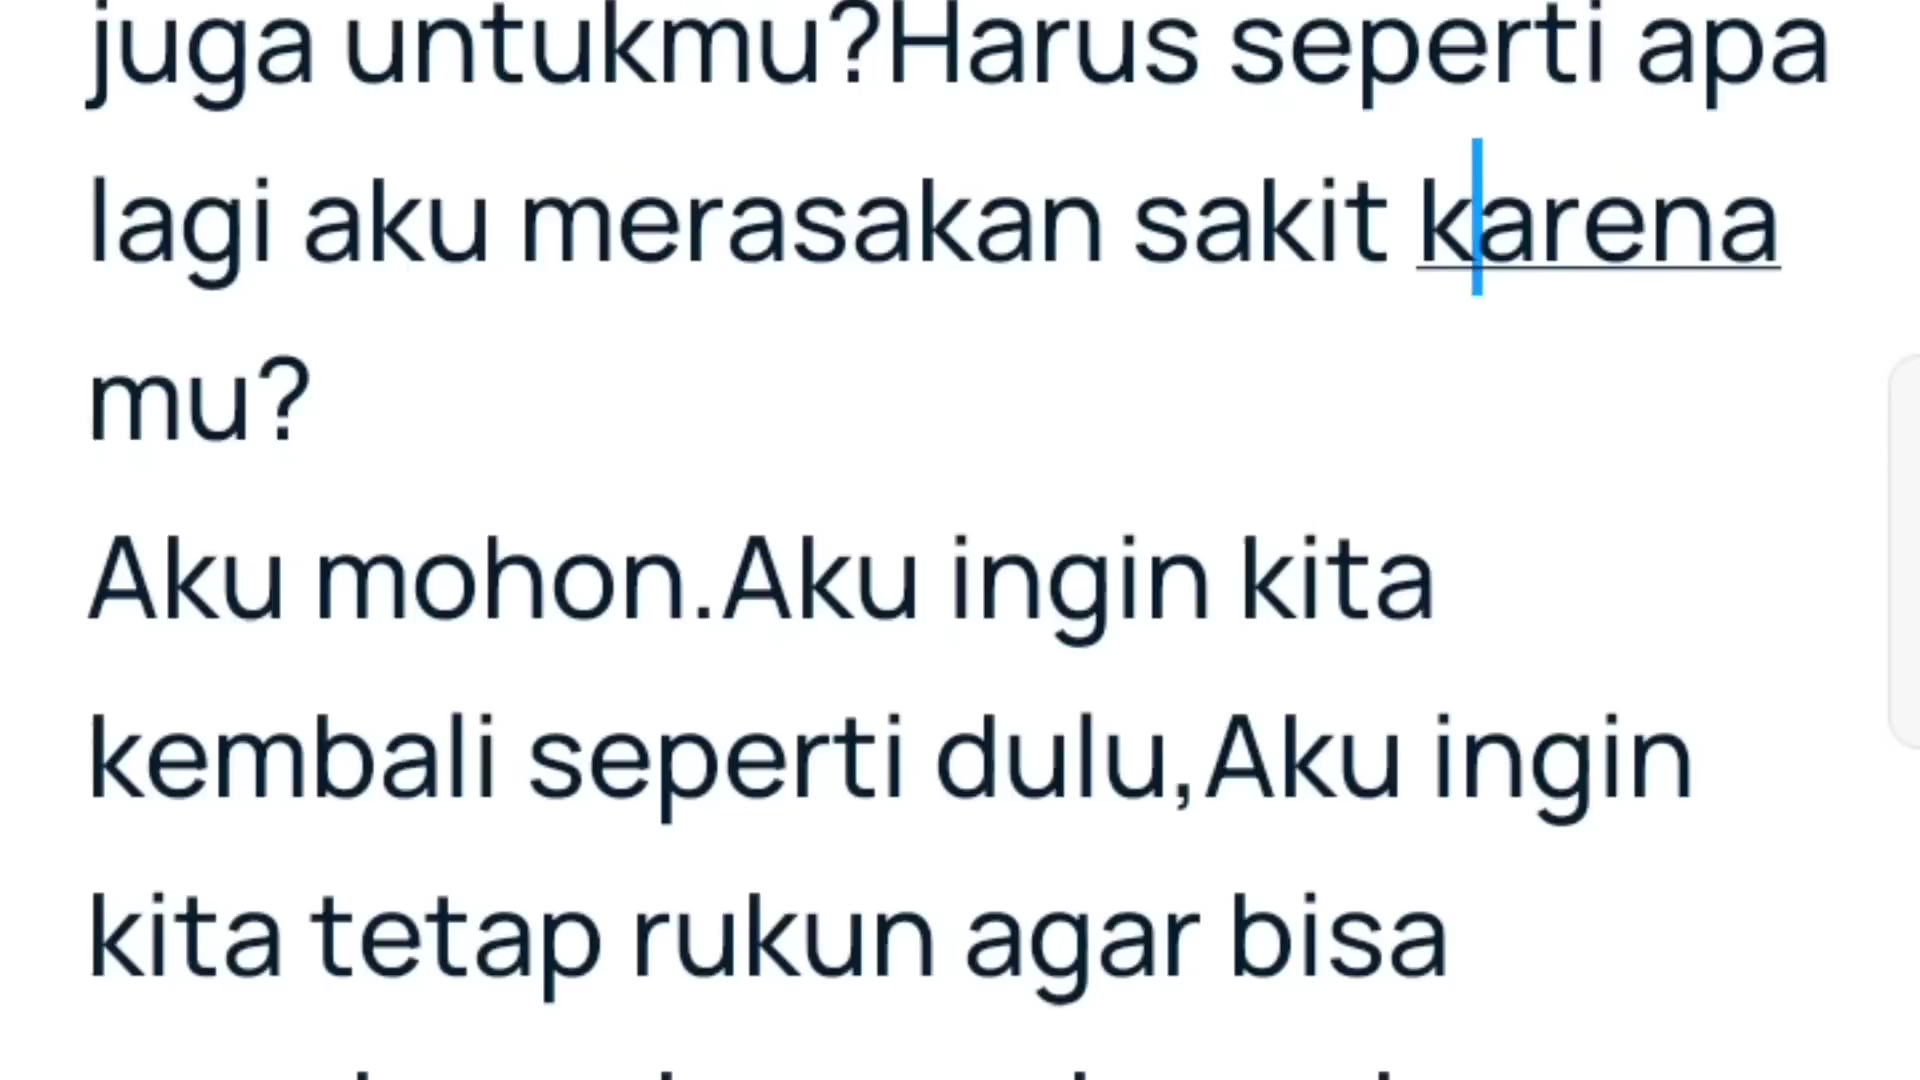 juga untukmu?Harus seperti apa
lagi aku merasakan sakit karena
mu?
Aku mohon.Aku ingin kita
kembali seperti dulu,Aku ingin
kita tetap rukun agar bisa